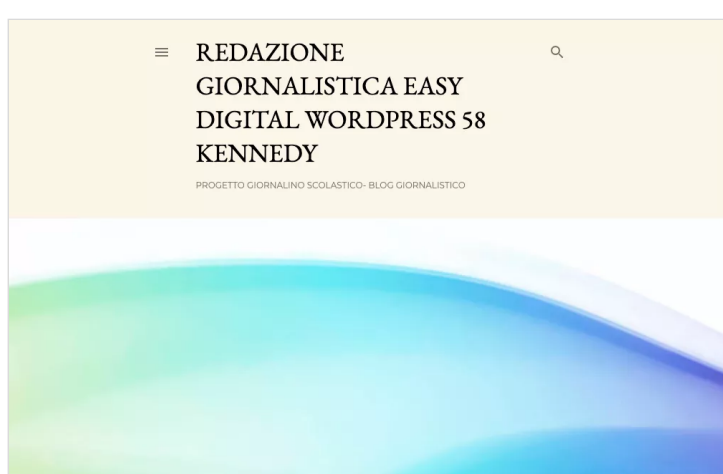 REDAZIONE
GIORNALISTICA EASY
DIGITAL WORDPRESS 58
KENNEDY
PROGETTO GIORNALINO SCOLASTICO- BLOG GIORNALISTICO